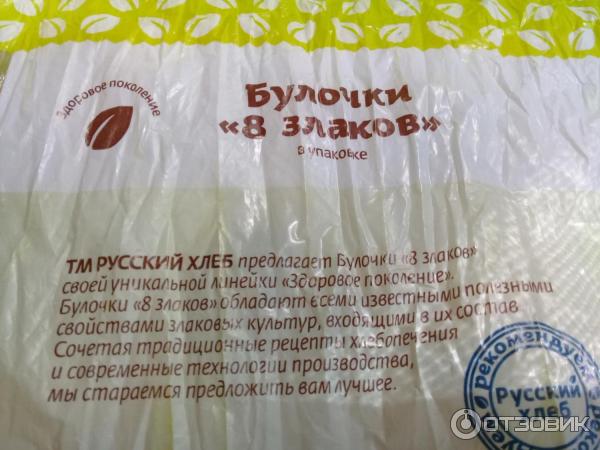 Здоровое поколение
Булочки
«8 злаков»
в упаковке
ТМ РУССКИЙ ХЛЕБ предлагает Булочки «8 злаков»
своей уникальной линейки «Здоровое поколение».
Булочки «8 злаков» обладают всеми известными полезными
свойствами злаковых культур, входящими в их состав
Сочетая традиционные рецепты хлебопечения
и современные технологии производства,
мы стараемся предложить вам лучшее.
рекомендует
Русский
хлеб
ОТЗОВИК